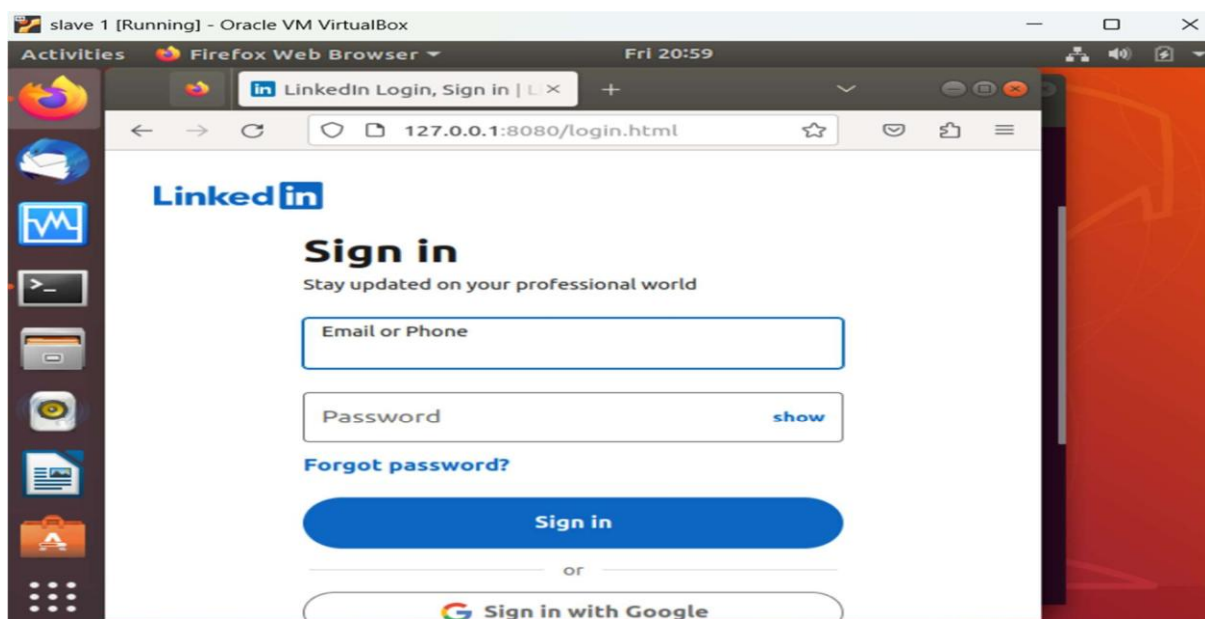 slave 1 [Running] - Oracle VM VirtualBox
Activities Firefox Web Browser Fri 20:59
in LinkedIn Login, Sign in | L
127.0.0.1:8080/login.html
Linkedin
Sign in
Stay updated on your professional world
Email or Phone
Password show
Forgot password?
Sign in
or
G Sign in with Google